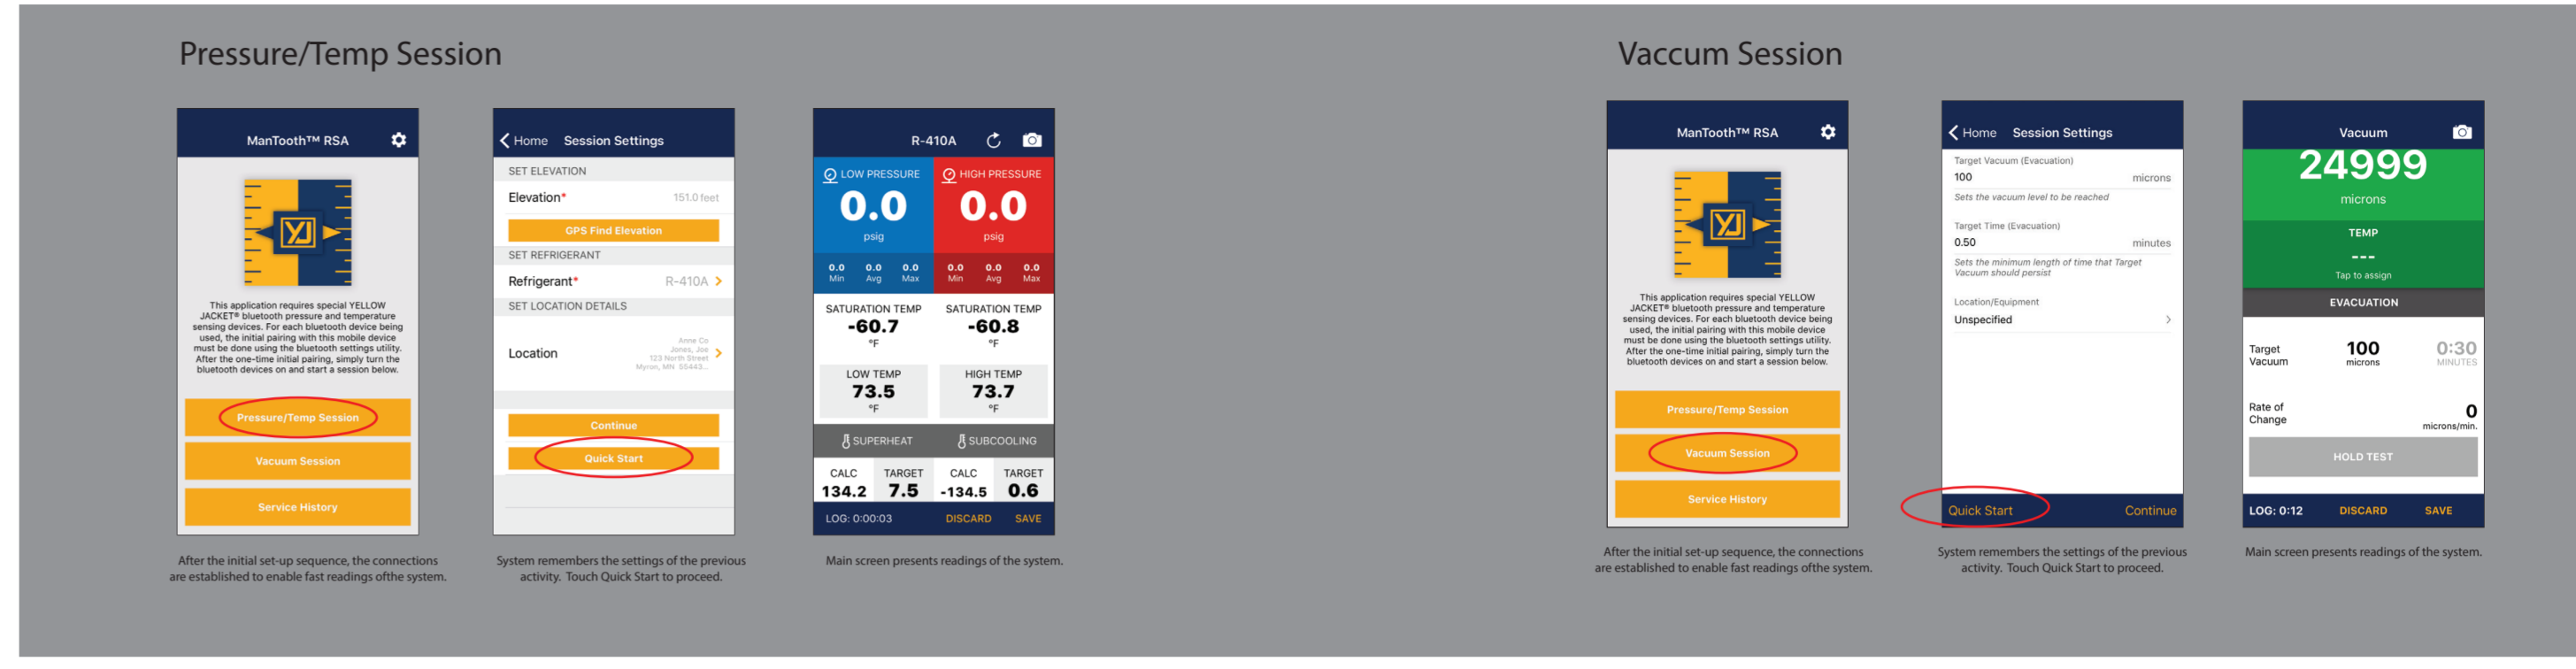 Pressure/Temp Session
ManTooth™ RSA
YJ
This application requires special YELLOW
JACKET® bluetooth pressure and temperature
sensing devices. For each bluetooth device being
used, the initial pairing with this mobile device
must be done using the bluetooth settings utility.
After the one-time initial pairing, simply turn the
bluetooth devices on and start a session below.
Pressure/Temp Session
Vacuum Session
Service History
After the initial set-up sequence, the connections
are established to enable fast readings ofthe system.
Home Session Settings
SET ELEVATION
Elevation* 151.0 feet
GPS Find Elevation
SET REFRIGERANT
Refrigerant* R-410A >
SET LOCATION DETAILS
Anne Co
Jones, Joe
Location 123 North Street >
Myron, MN 55443...
Continue
Quick Start
System remembers the settings of the previous
activity. Touch Quick Start to proceed.
R-410A
LOW PRESSURE HIGH PRESSURE
0.0 0.0
psig psig
0.0 0.0 0.0 0.0 0.0 0.0
Min Avg Max Min Avg Max
SATURATION TEMP SATURATION TEMP
-60.7 -60.8
°F °F
LOW TEMP HIGH TEMP
73.5 73.7
°F °F
SUPERHEAT SUBCOOLING
CALC TARGET CALC TARGET
134.2 7.5 -134.5 0.6
LOG: 0:00:03 DISCARD SAVE
Main screen presents readings of the system.
Vaccum Session
ManTooth™ RSA
YJ
This application requires special YELLOW
JACKET® bluetooth pressure and temperature
sensing devices. For each bluetooth device being
used, the initial pairing with this mobile device
must be done using the bluetooth settings utility.
After the one-time initial pairing, simply turn the
bluetooth devices on and start a session below.
Pressure/Temp Session
Vacuum Session
Service History
After the initial set-up sequence, the connections
are established to enable fast readings ofthe system.
Home Session Settings
Target Vacuum (Evacuation)
100 microns
Sets the vacuum level to be reached
Target Time (Evacuation)
0.50 minutes
Sets the minimum length of time that Target
Vacuum should persist
Location/Equipment
Unspecified >
Quick Start Continue
System remembers the settings of the previous
activity. Touch Quick Start to proceed.
Vacuum
24999
microns
TEMP
---
Tap to assign
EVACUATION
Target 100 0:30
Vacuum microns MINUTES
Rate of 0
Change microns/min.
HOLD TEST
LOG: 0:12 DISCARD SAVE
Main screen presents readings of the system.